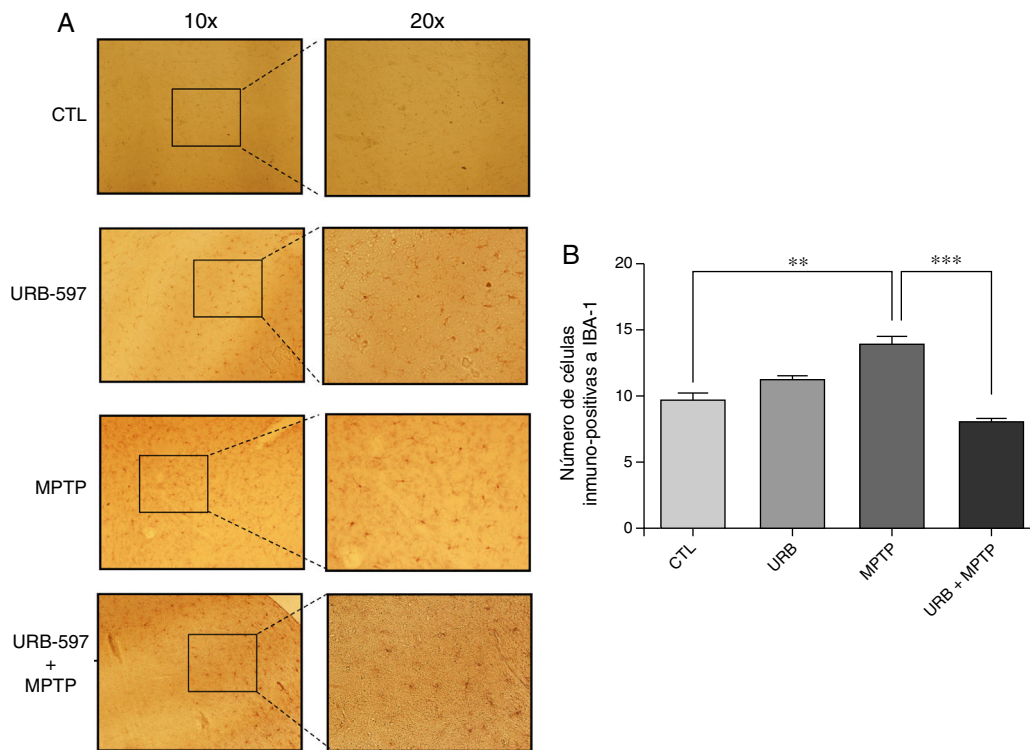 A
10x
20x
CTL
URB-597
MPTP
URB-597
+
MPTP
B
Número de células
inmuno-positivas a IBA-1
20
15
10
5
0
**
***
CTL
URB
MPTP
URB + MPTP